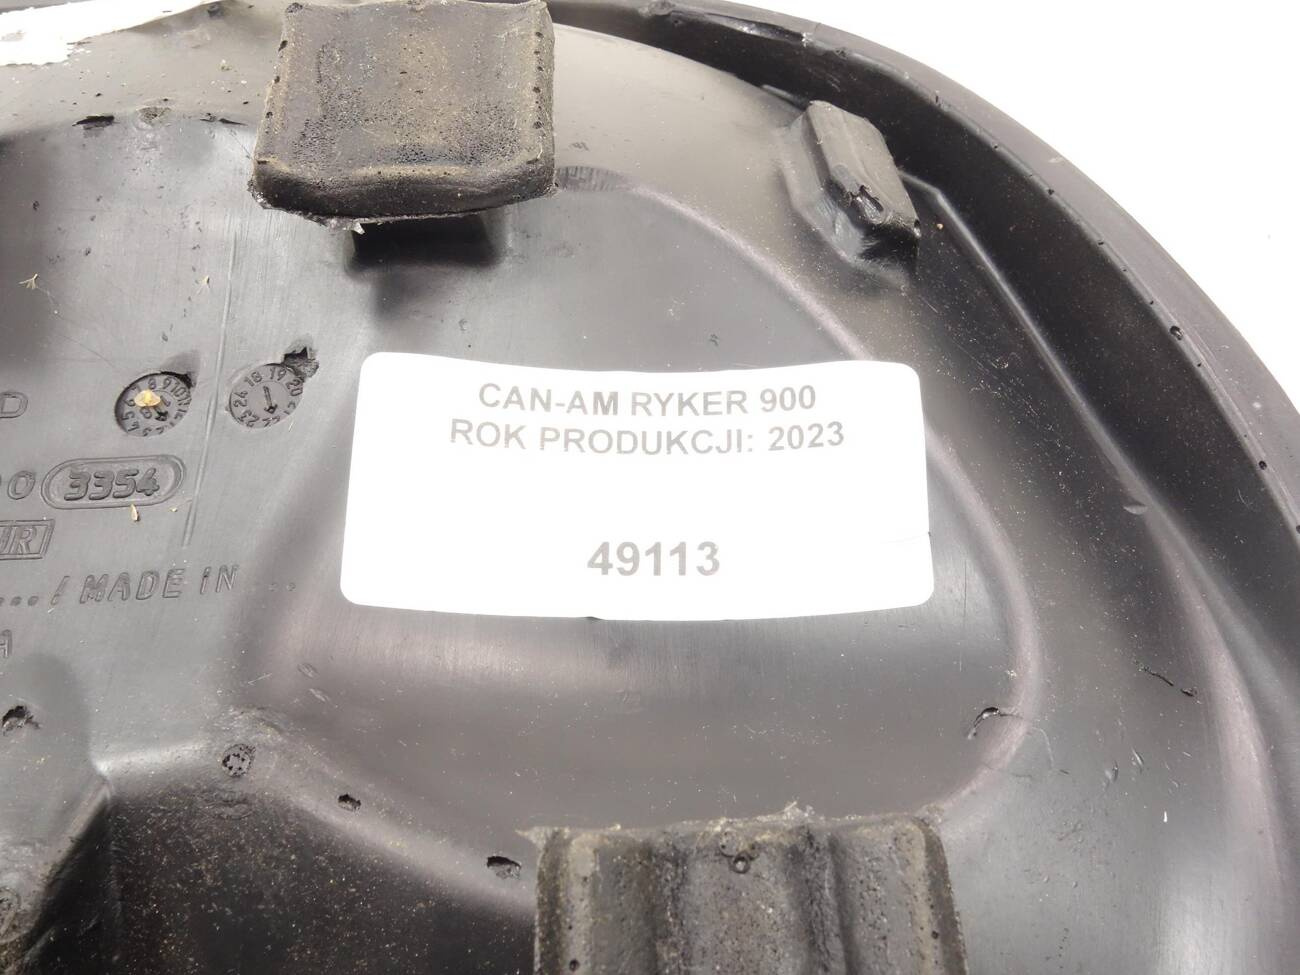 CAN-AM RYKER 900
ROK PRODUKCJI: 2023
49113
D
3354
... / MADE IN ...